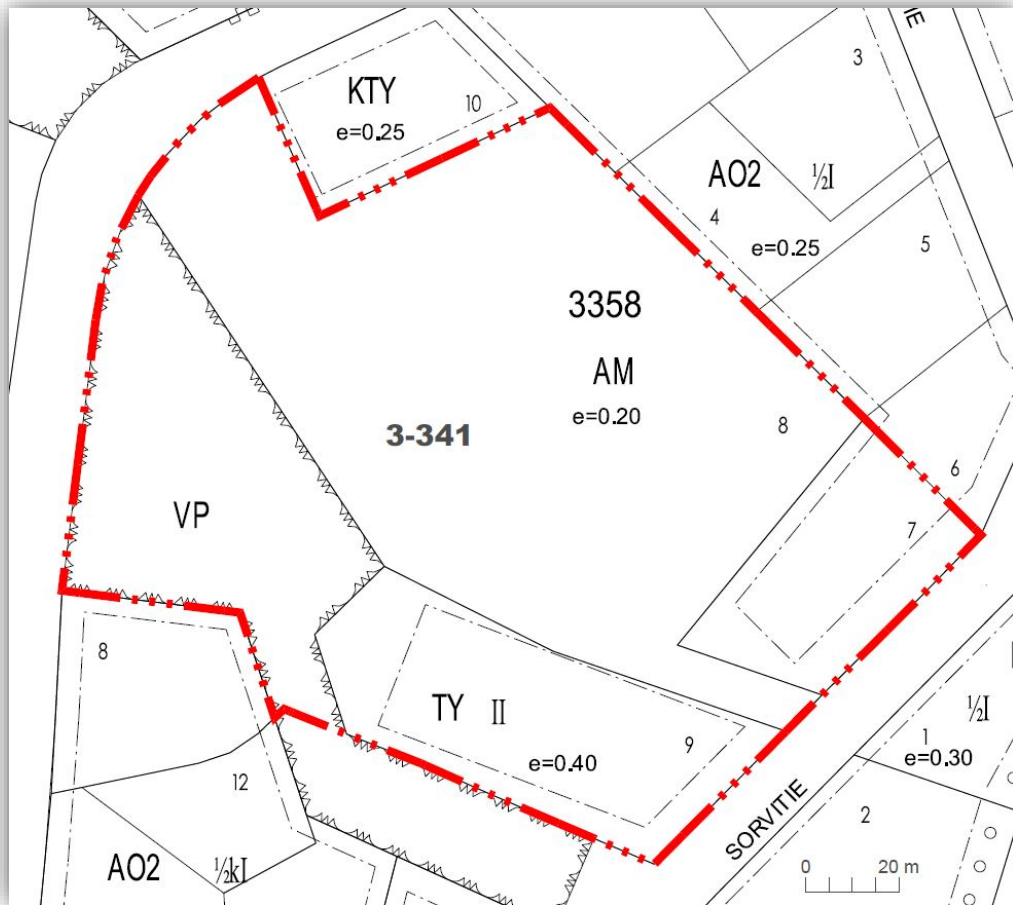 IE
3
KTY
10
e=0.25
AO2
½I
4
e=0.25
5
3358
AM
e=0.20
8
3-341
6
VP
7
8
TY II
9
e=0.40
½I
1
e=0.30
12
SORVITIE
2
AO2
½kI
0 20 m